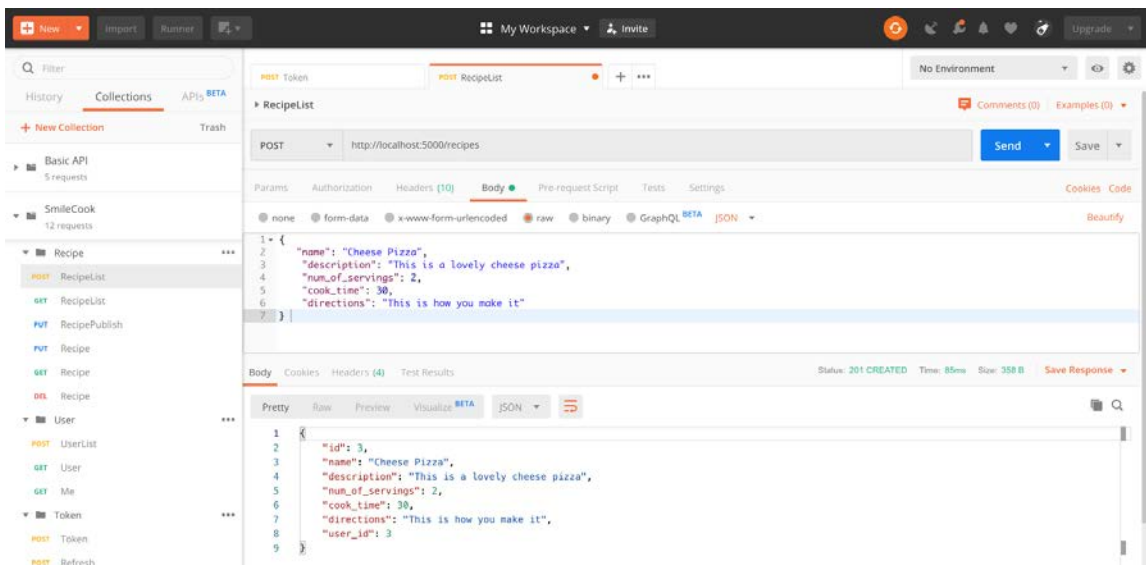 New Import Runner My Workspace Invite Upgrade
Filter
History Collections APIs BETA
+ New Collection Trash
Basic API
5 requests
SmileCook
12 requests
Recipe
POST RecipeList
GET RecipeList
PUT RecipePublish
PUT Recipe
GET Recipe
DEL Recipe
User
POST UserList
GET User
GET Me
Token
POST Token
POST Refresh
POST Token POST RecipeList + ••• No Environment
RecipeList Comments (0) Examples (0)
POST http://localhost:5000/recipes Send Save
Params Authorization Headers (10) Body Pre-request Script Tests Settings Cookies Code
none form-data x-www-form-urlencoded raw binary GraphQL BETA JSON Beautify
1 {
2 "name": "Cheese Pizza",
3 "description": "This is a lovely cheese pizza",
4 "num_of_servings": 2,
5 "cook_time": 30,
6 "directions": "This is how you make it"
7 }
Body Cookies Headers (4) Test Results Status: 201 CREATED Time: 85ms Size: 358 B Save Response
Pretty Raw Preview Visualize BETA JSON
1 {
2 "id": 3,
3 "name": "Cheese Pizza",
4 "description": "This is a lovely cheese pizza",
5 "num_of_servings": 2,
6 "cook_time": 30,
7 "directions": "This is how you make it",
8 "user_id": 3
9 }